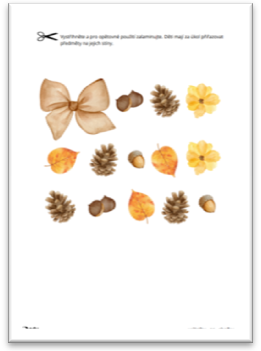 Vystřihněte a pro opětovné použití zalaminujte. Děti mají za úkol přiřazovat
předměty na jejich stíny.